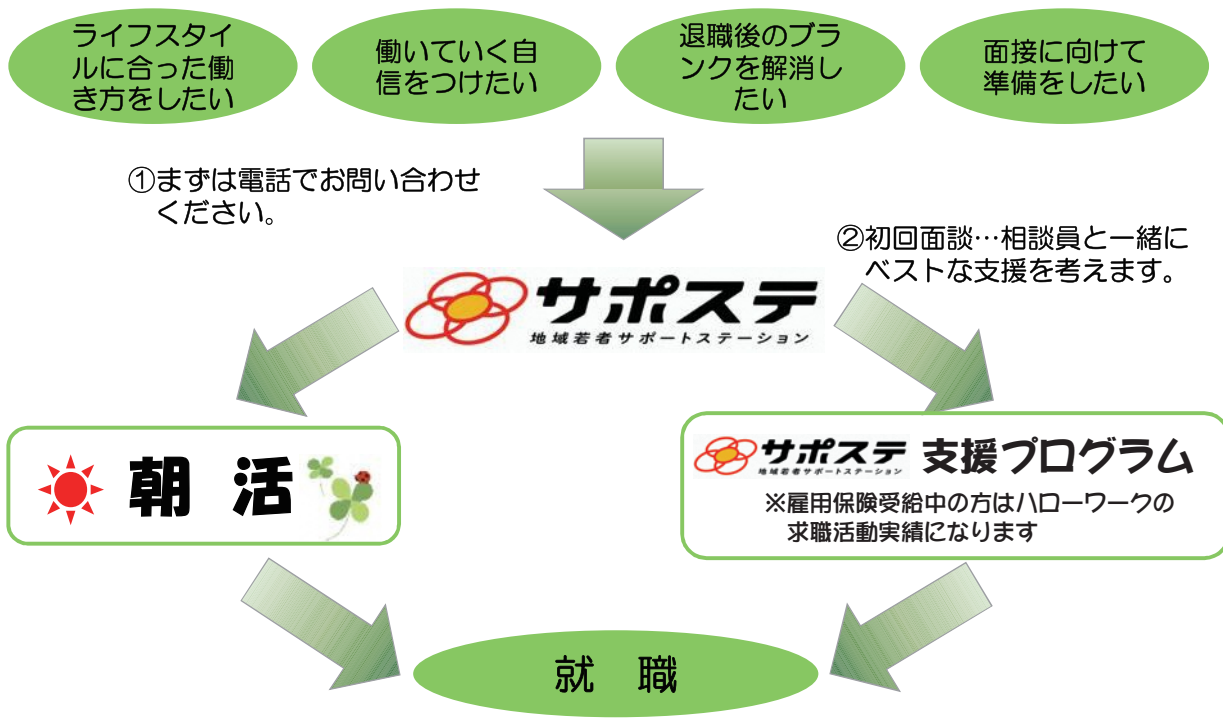 ライフスタイ
ルに合った働
き方をしたい
働いていく自
信をつけたい
退職後のブラ
ンクを解消し
たい
面接に向けて
準備をしたい
①まずは電話でお問い合わせ
ください。
②初回面談…相談員と一緒に
ベストな支援を考えます。
サポステ
地域若者サポートステーション
朝 活
サポステ 支援プログラム
地域若者サポートステーション
※雇用保険受給中の方はハローワークの
求職活動実績になります
就 職